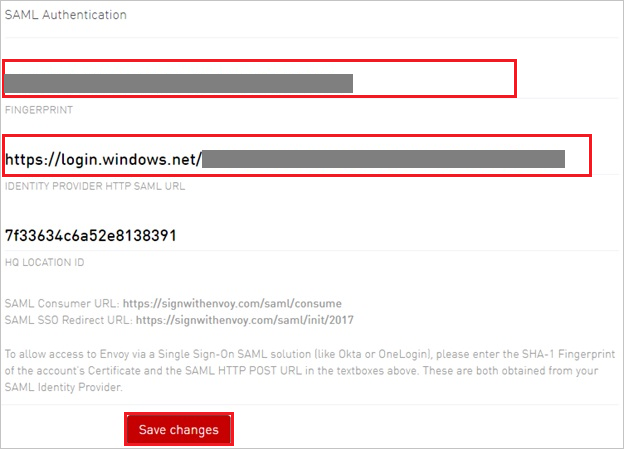 SAML Authentication
FINGERPRINT
https://login.windows.net/
IDENTITY PROVIDER HTTP SAML URL
7f33634c6a52e8138391
HQ LOCATION ID
SAML Consumer URL: https://signwithenvoy.com/saml/consume
SAML SSO Redirect URL: https://signwithenvoy.com/saml/init/2017
To allow access to Envoy via a Single Sign-On SAML solution (like Okta or OneLogin), please enter the SHA-1 Fingerprint
of the account's Certificate and the SAML HTTP POST URL in the textboxes above. These are both obtained from your
SAML Identity Provider.
Save changes